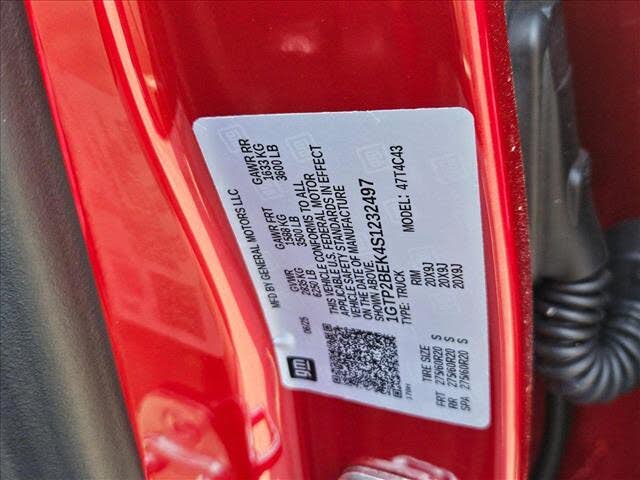 MFD BY GENERAL MOTORS LLC
06/25 GVWR GAWR FRT GAWR RR
2835 KG 1588 KG 1633 KG
6250 LB 3500 LB 3600 LB
THIS VEHICLE CONFORMS TO ALL
APPLICABLE U.S. FEDERAL MOTOR
VEHICLE SAFETY STANDARDS IN EFFECT
ON THE DATE OF MANUFACTURE
SHOWN ABOVE.
1GTP2BEK4S1232497
TYPE: TRUCK MODEL: 47T4C43
TIRE SIZE RIM
FRT 275/60R20 S 20X9J
RR 275/60R20 S 20X9J
SPA 275/60R20 S 20X9J
gm